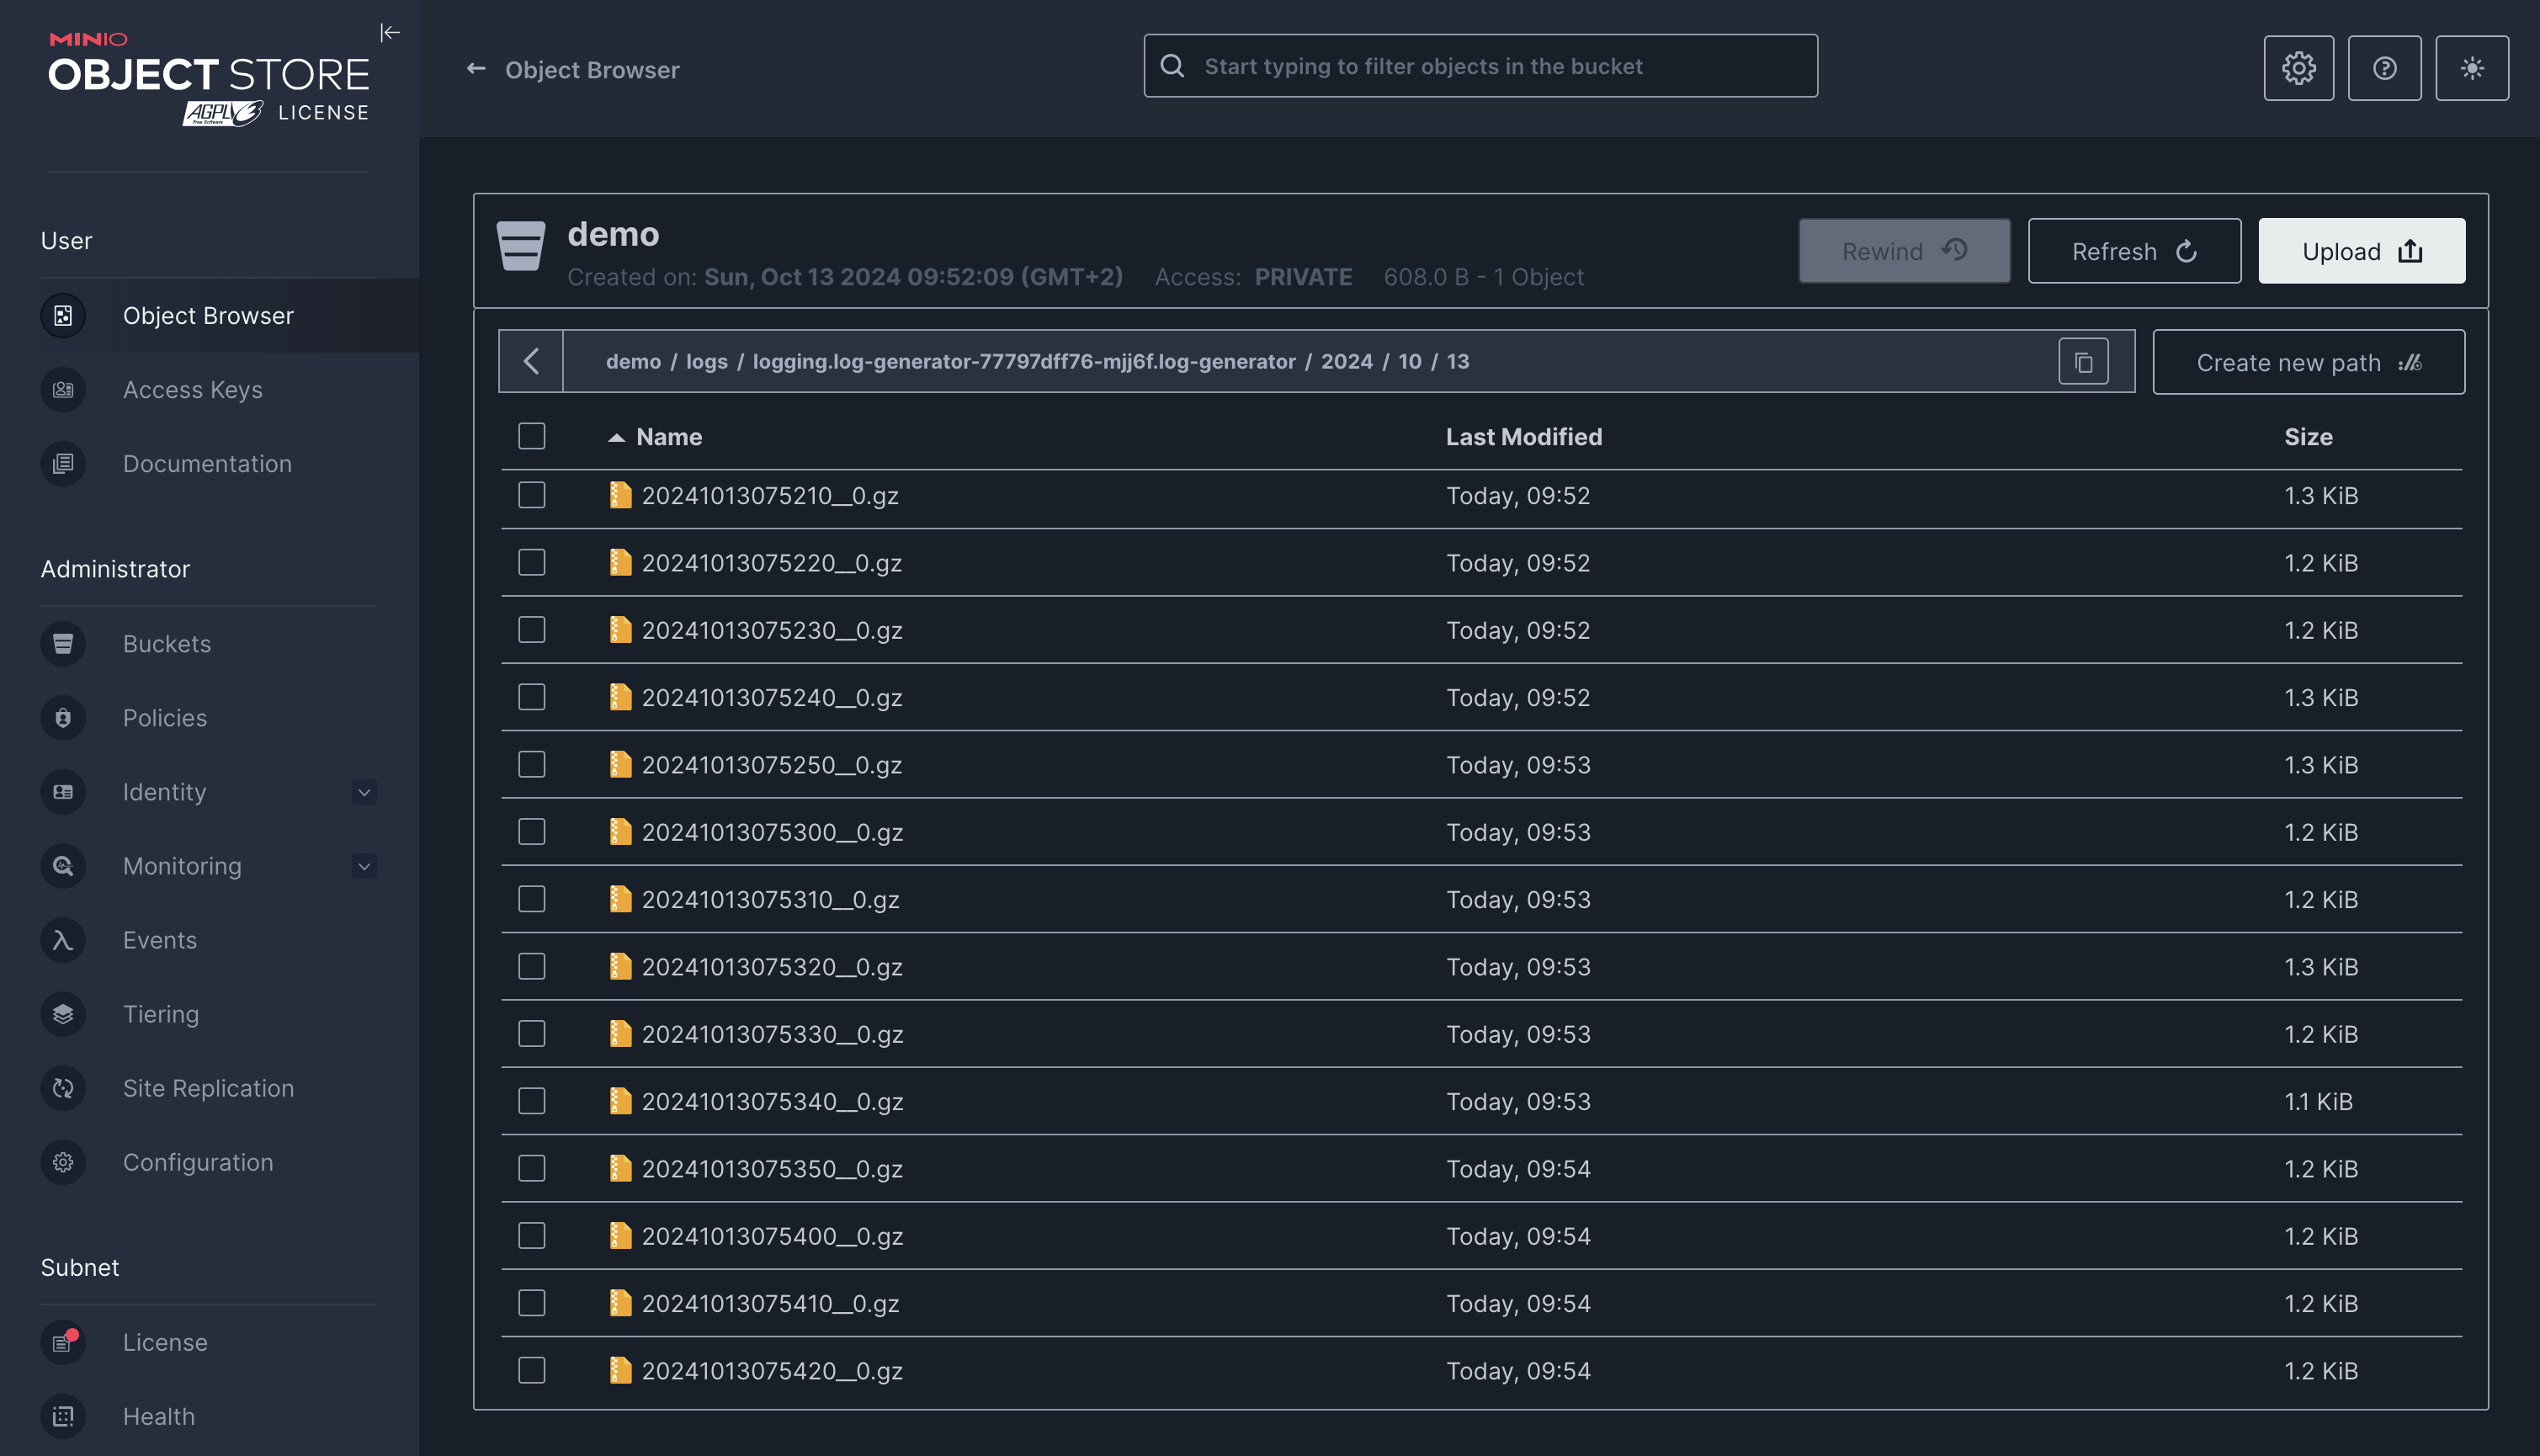 MINIO
OBJECT STORE
AGPLv3 Free Software LICENSE
Object Browser
Start typing to filter objects in the bucket
User
Object Browser
Access Keys
Documentation
Administrator
Buckets
Policies
Identity
Monitoring
Events
Tiering
Site Replication
Configuration
Subnet
License
Health
demo
Created on: Sun, Oct 13 2024 09:52:09 (GMT+2) Access: PRIVATE 608.0 B - 1 Object
Rewind Refresh Upload
demo / logs / logging.log-generator-77797dff76-mjj6f.log-generator / 2024 / 10 / 13
Create new path
Name Last Modified Size
20241013075210__0.gz Today, 09:52 1.3 KiB
20241013075220__0.gz Today, 09:52 1.2 KiB
20241013075230__0.gz Today, 09:52 1.2 KiB
20241013075240__0.gz Today, 09:52 1.3 KiB
20241013075250__0.gz Today, 09:53 1.3 KiB
20241013075300__0.gz Today, 09:53 1.2 KiB
20241013075310__0.gz Today, 09:53 1.2 KiB
20241013075320__0.gz Today, 09:53 1.3 KiB
20241013075330__0.gz Today, 09:53 1.2 KiB
20241013075340__0.gz Today, 09:53 1.1 KiB
20241013075350__0.gz Today, 09:54 1.2 KiB
20241013075400__0.gz Today, 09:54 1.2 KiB
20241013075410__0.gz Today, 09:54 1.2 KiB
20241013075420__0.gz Today, 09:54 1.2 KiB